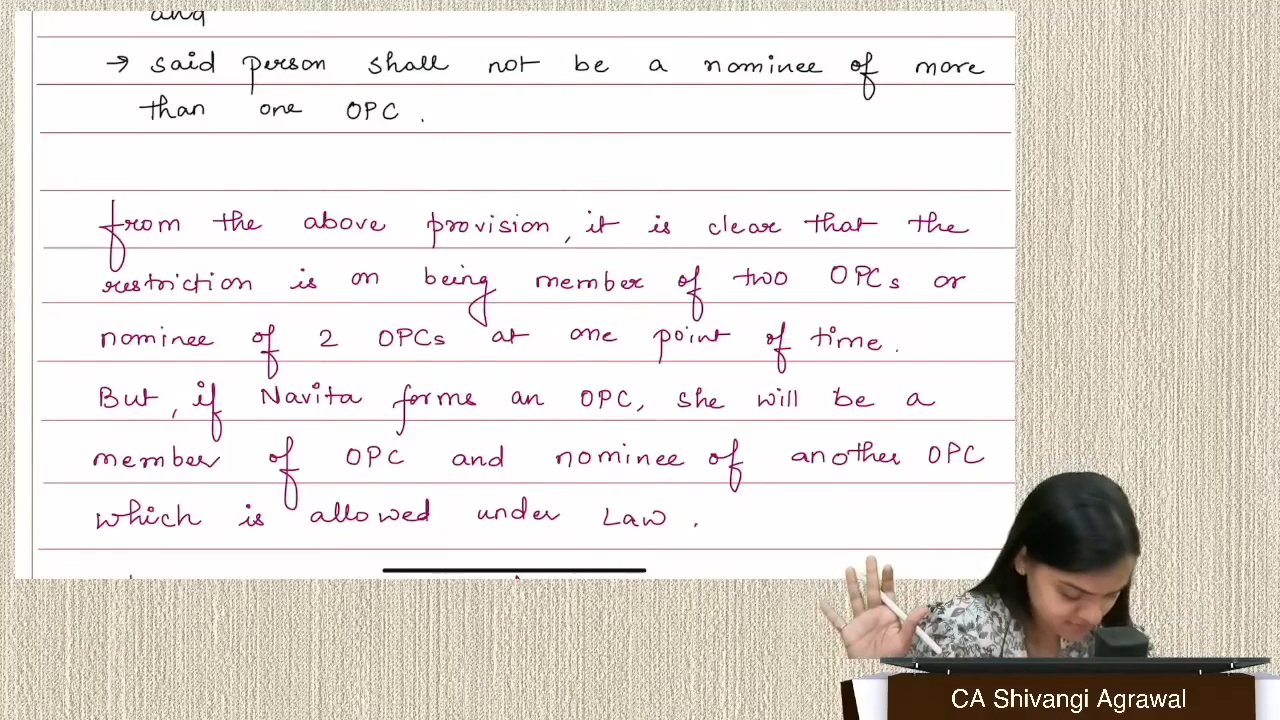 and
→ said person shall not be a nominee of more
than one OPC .
from the above provision, it is clear that the
restriction is on being member of two OPCs or
nominee of 2 OPCs at one point of time.
But, if Navita forms an OPC, she will be a
member of OPC and nominee of another OPC
which is allowed under Law .
CA Shivangi Agrawal